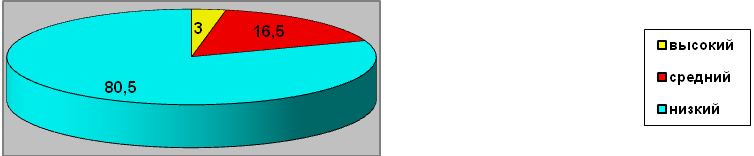 3
16,5
80,5
высокий
средний
низкий